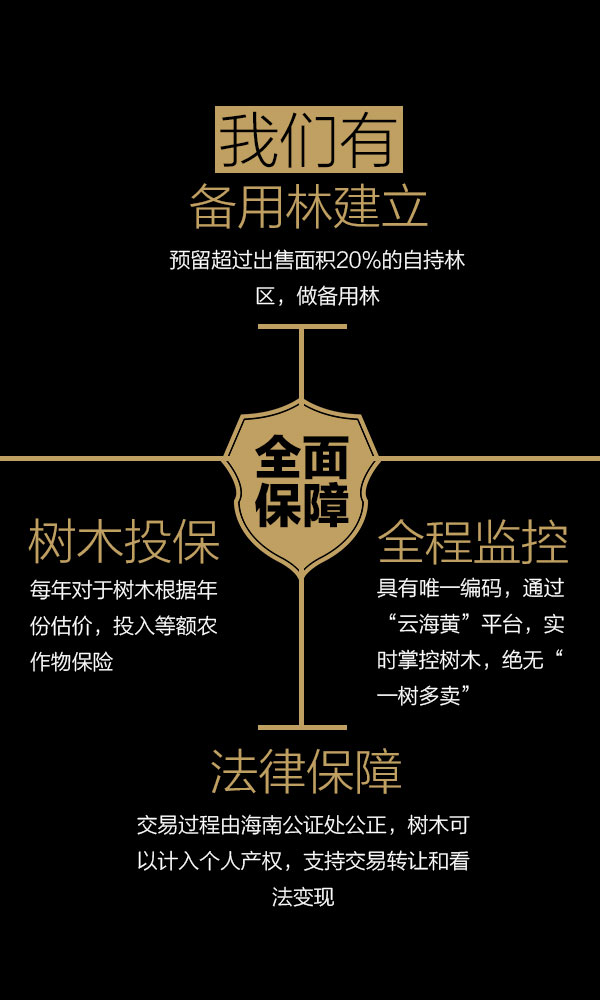 我们有
备用林建立
预留超过出售面积20%的自持林
区，做备用林
全面
保障
树木投保
每年对于树木根据年
份估价，投入等额农
作物保险
全程监控
具有唯一编码，通过
“云海黄”平台，实
时掌控树木，绝无“
一树多卖”
法律保障
交易过程由海南公证处公正，树木可
以计入个人产权，支持交易转让和看
法变现